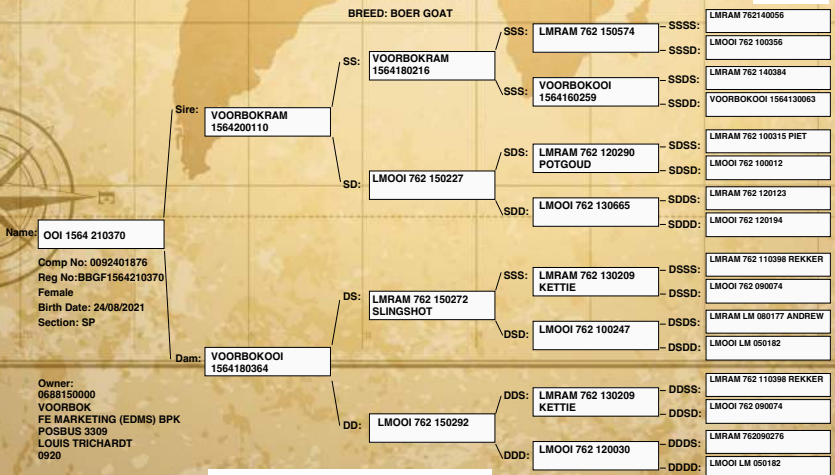 BREED: BOER GOAT
Name:
OOI 1564 210370
Comp No: 0092401876
Reg No:BBGF1564210370
Female
Birth Date: 24/08/2021
Section: SP
Owner:
0688150000
VOORBOK
FE MARKETING (EDMS) BPK
POSBUS 3309
LOUIS TRICHARDT
0920
Sire:
VOORBOKRAM
1564200110
Dam:
VOORBOKOOI
1564180364
SS:
VOORBOKRAM
1564180216
SD:
LMOOI 762 150227
DS:
LMRAM 762 150272
SLINGSHOT
DD:
LMOOI 762 150292
SSS:
LMRAM 762 150574
SSS:
VOORBOKOOI
1564160259
SDS:
LMRAM 762 120290
POTGOUD
SDD:
LMOOI 762 130665
SSS:
LMRAM 762 130209
KETTIE
DSD:
LMOOI 762 100247
DDS:
LMRAM 762 130209
KETTIE
DDD:
LMOOI 762 120030
SSSS:
LMRAM 762140056
SSSD:
LMOOI 762 100356
SSDS:
LMRAM 762 140384
SSDD:
VOORBOKOOI 1564130063
SDSS:
LMRAM 762 100315 PIET
SDSD:
LMOOI 762 100012
SDDS:
LMRAM 762 120123
SDDD:
LMOOI 762 120194
DSSS:
LMRAM 762 110398 REKKER
DSSD:
LMOOI 762 090074
DSDS:
LMRAM LM 080177 ANDREW
DSDD:
LMOOI LM 050182
DDSS:
LMRAM 762 110398 REKKER
DDSD:
LMOOI 762 090074
DDDS:
LMRAM 762090276
DDDD:
LMOOI LM 050182